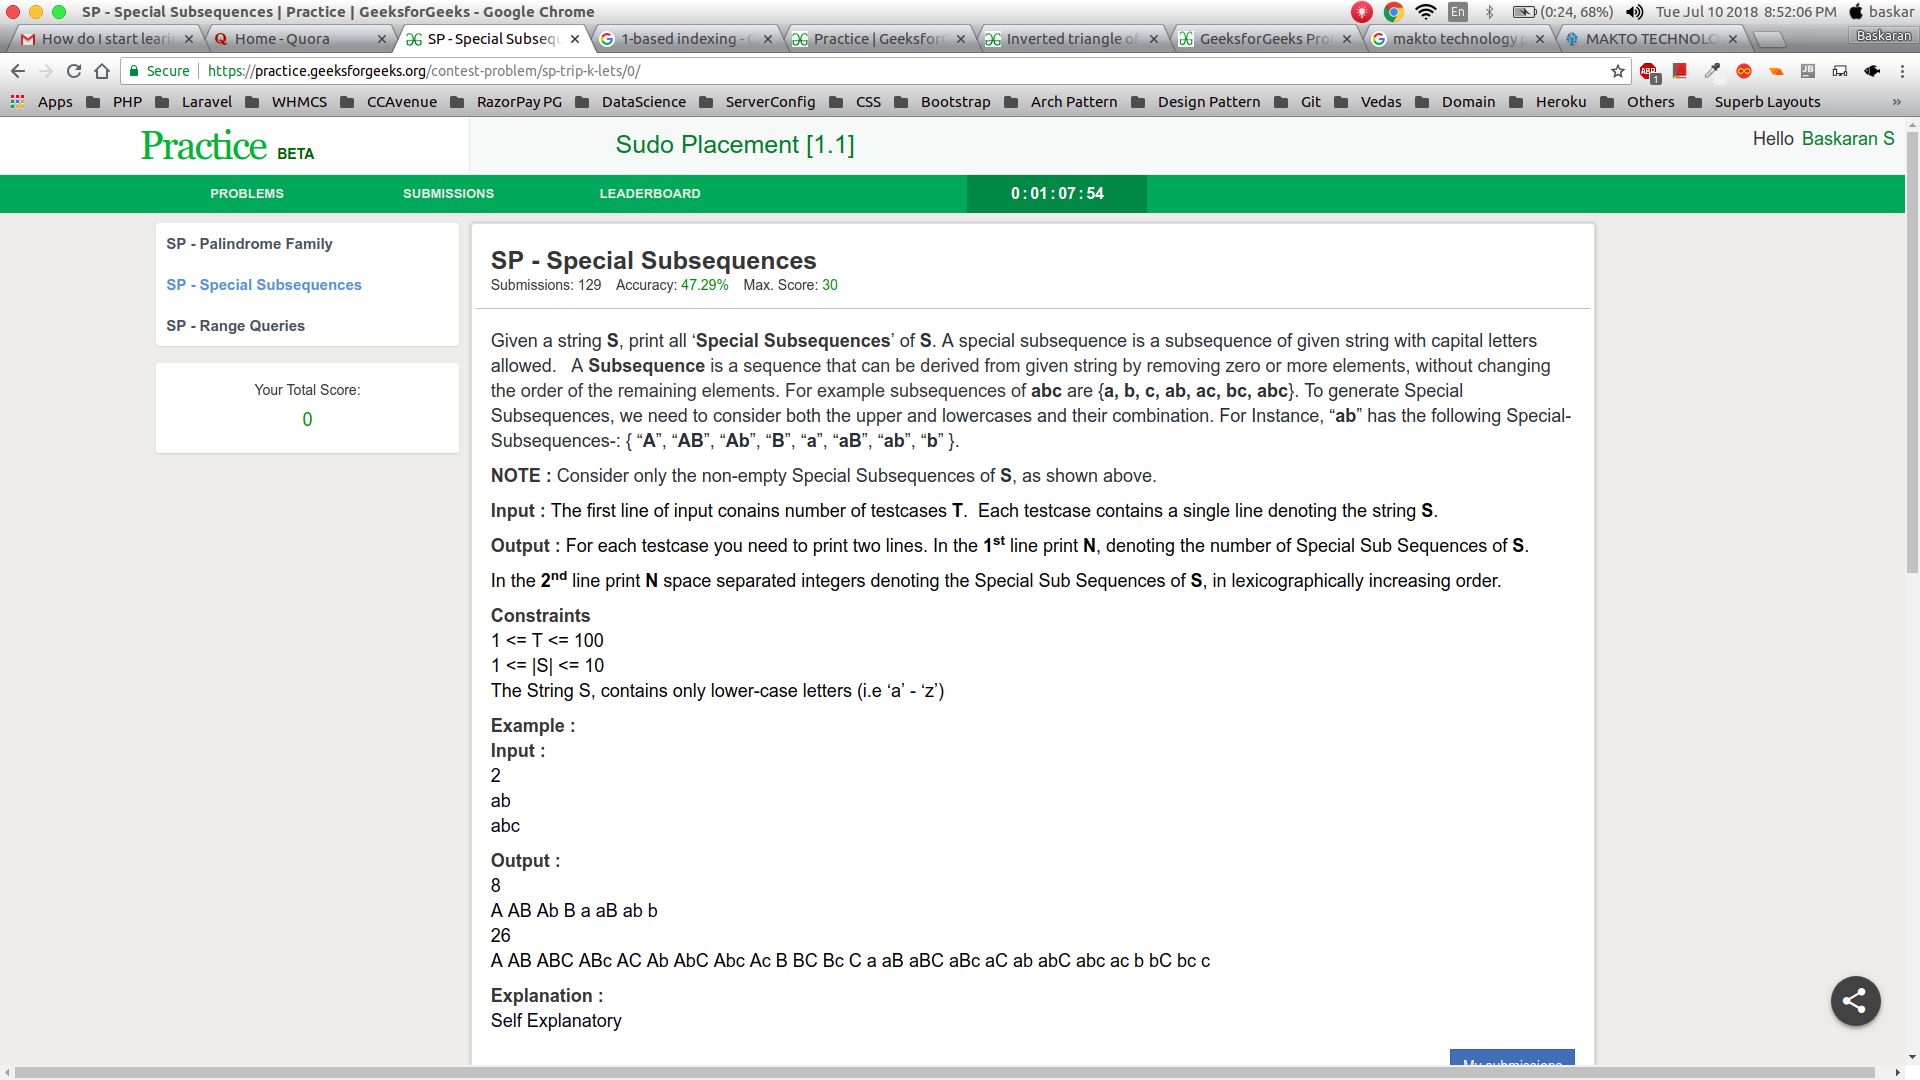 SP - Special Subsequences | Practice | GeeksforGeeks - Google Chrome
En (0:24, 68%) Tue Jul 10 2018 8:52:06 PM baskar
How do I start learni Home - Quora SP - Special Subsequ 1-based indexing - Practice | GeeksforG Inverted triangle of GeeksforGeeks Pro makto technology MAKTO TECHNOLO Baskaran
Secure https://practice.geeksforgeeks.org/contest-problem/sp-trip-k-lets/0/ ABP 1 JB
Apps PHP Laravel WHMCS CCAvenue RazorPay PG DataScience ServerConfig CSS Bootstrap Arch Pattern Design Pattern Git Vedas Domain Heroku Others Superb Layouts »
Practice BETA Sudo Placement [1.1] Hello Baskaran S
PROBLEMS SUBMISSIONS LEADERBOARD 0 : 01 : 07 : 54
SP - Palindrome Family
SP - Special Subsequences
SP - Range Queries
Your Total Score:
0
SP - Special Subsequences
Submissions: 129 Accuracy: 47.29% Max. Score: 30
Given a string S, print all ‘Special Subsequences’ of S. A special subsequence is a subsequence of given string with capital letters
allowed. A Subsequence is a sequence that can be derived from given string by removing zero or more elements, without changing
the order of the remaining elements. For example subsequences of abc are {a, b, c, ab, ac, bc, abc}. To generate Special
Subsequences, we need to consider both the upper and lowercases and their combination. For Instance, “ab” has the following Special-
Subsequences-: { “A”, “AB”, “Ab”, “B”, “a”, “aB”, “ab”, “b” }.
NOTE : Consider only the non-empty Special Subsequences of S, as shown above.
Input : The first line of input conains number of testcases T. Each testcase contains a single line denoting the string S.
Output : For each testcase you need to print two lines. In the 1st line print N, denoting the number of Special Sub Sequences of S.
In the 2nd line print N space separated integers denoting the Special Sub Sequences of S, in lexicographically increasing order.
Constraints
1 <= T <= 100
1 <= |S| <= 10
The String S, contains only lower-case letters (i.e ‘a’ - ‘z’)
Example :
Input :
2
ab
abc
Output :
8
A AB Ab B a aB ab b
26
A AB ABC ABc AC Ab AbC Abc Ac B BC Bc C a aB aBC aBc aC ab abC abc ac b bC bc c
Explanation :
Self Explanatory
My submissions